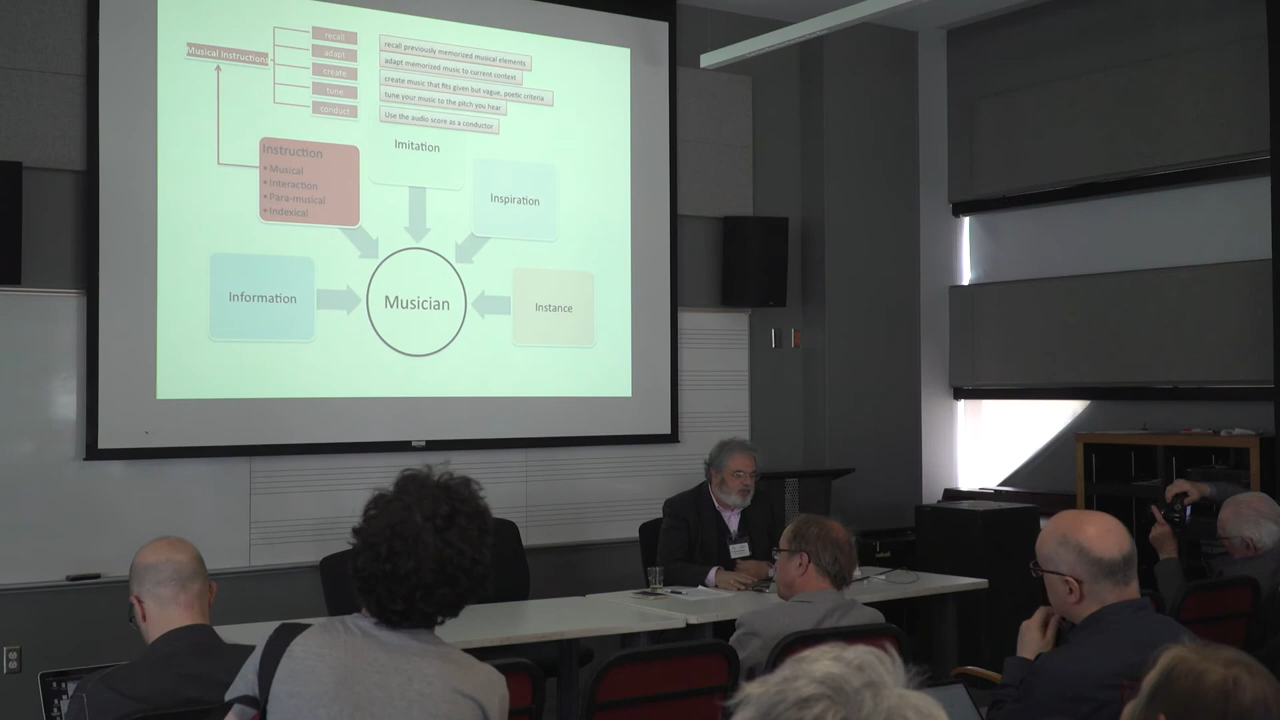 recall
Musical Instructions
adapt
create
tune
conduct
recall previously memorized musical elements
adapt memorized music to current context
create music that fits given but vague, poetic criteria
tune your music to the pitch you hear
Use the audio score as a conductor
Imitation
Instruction
• Musical
• Interaction
• Para-musical
• Indexical
Inspiration
Information
Musician
Instance